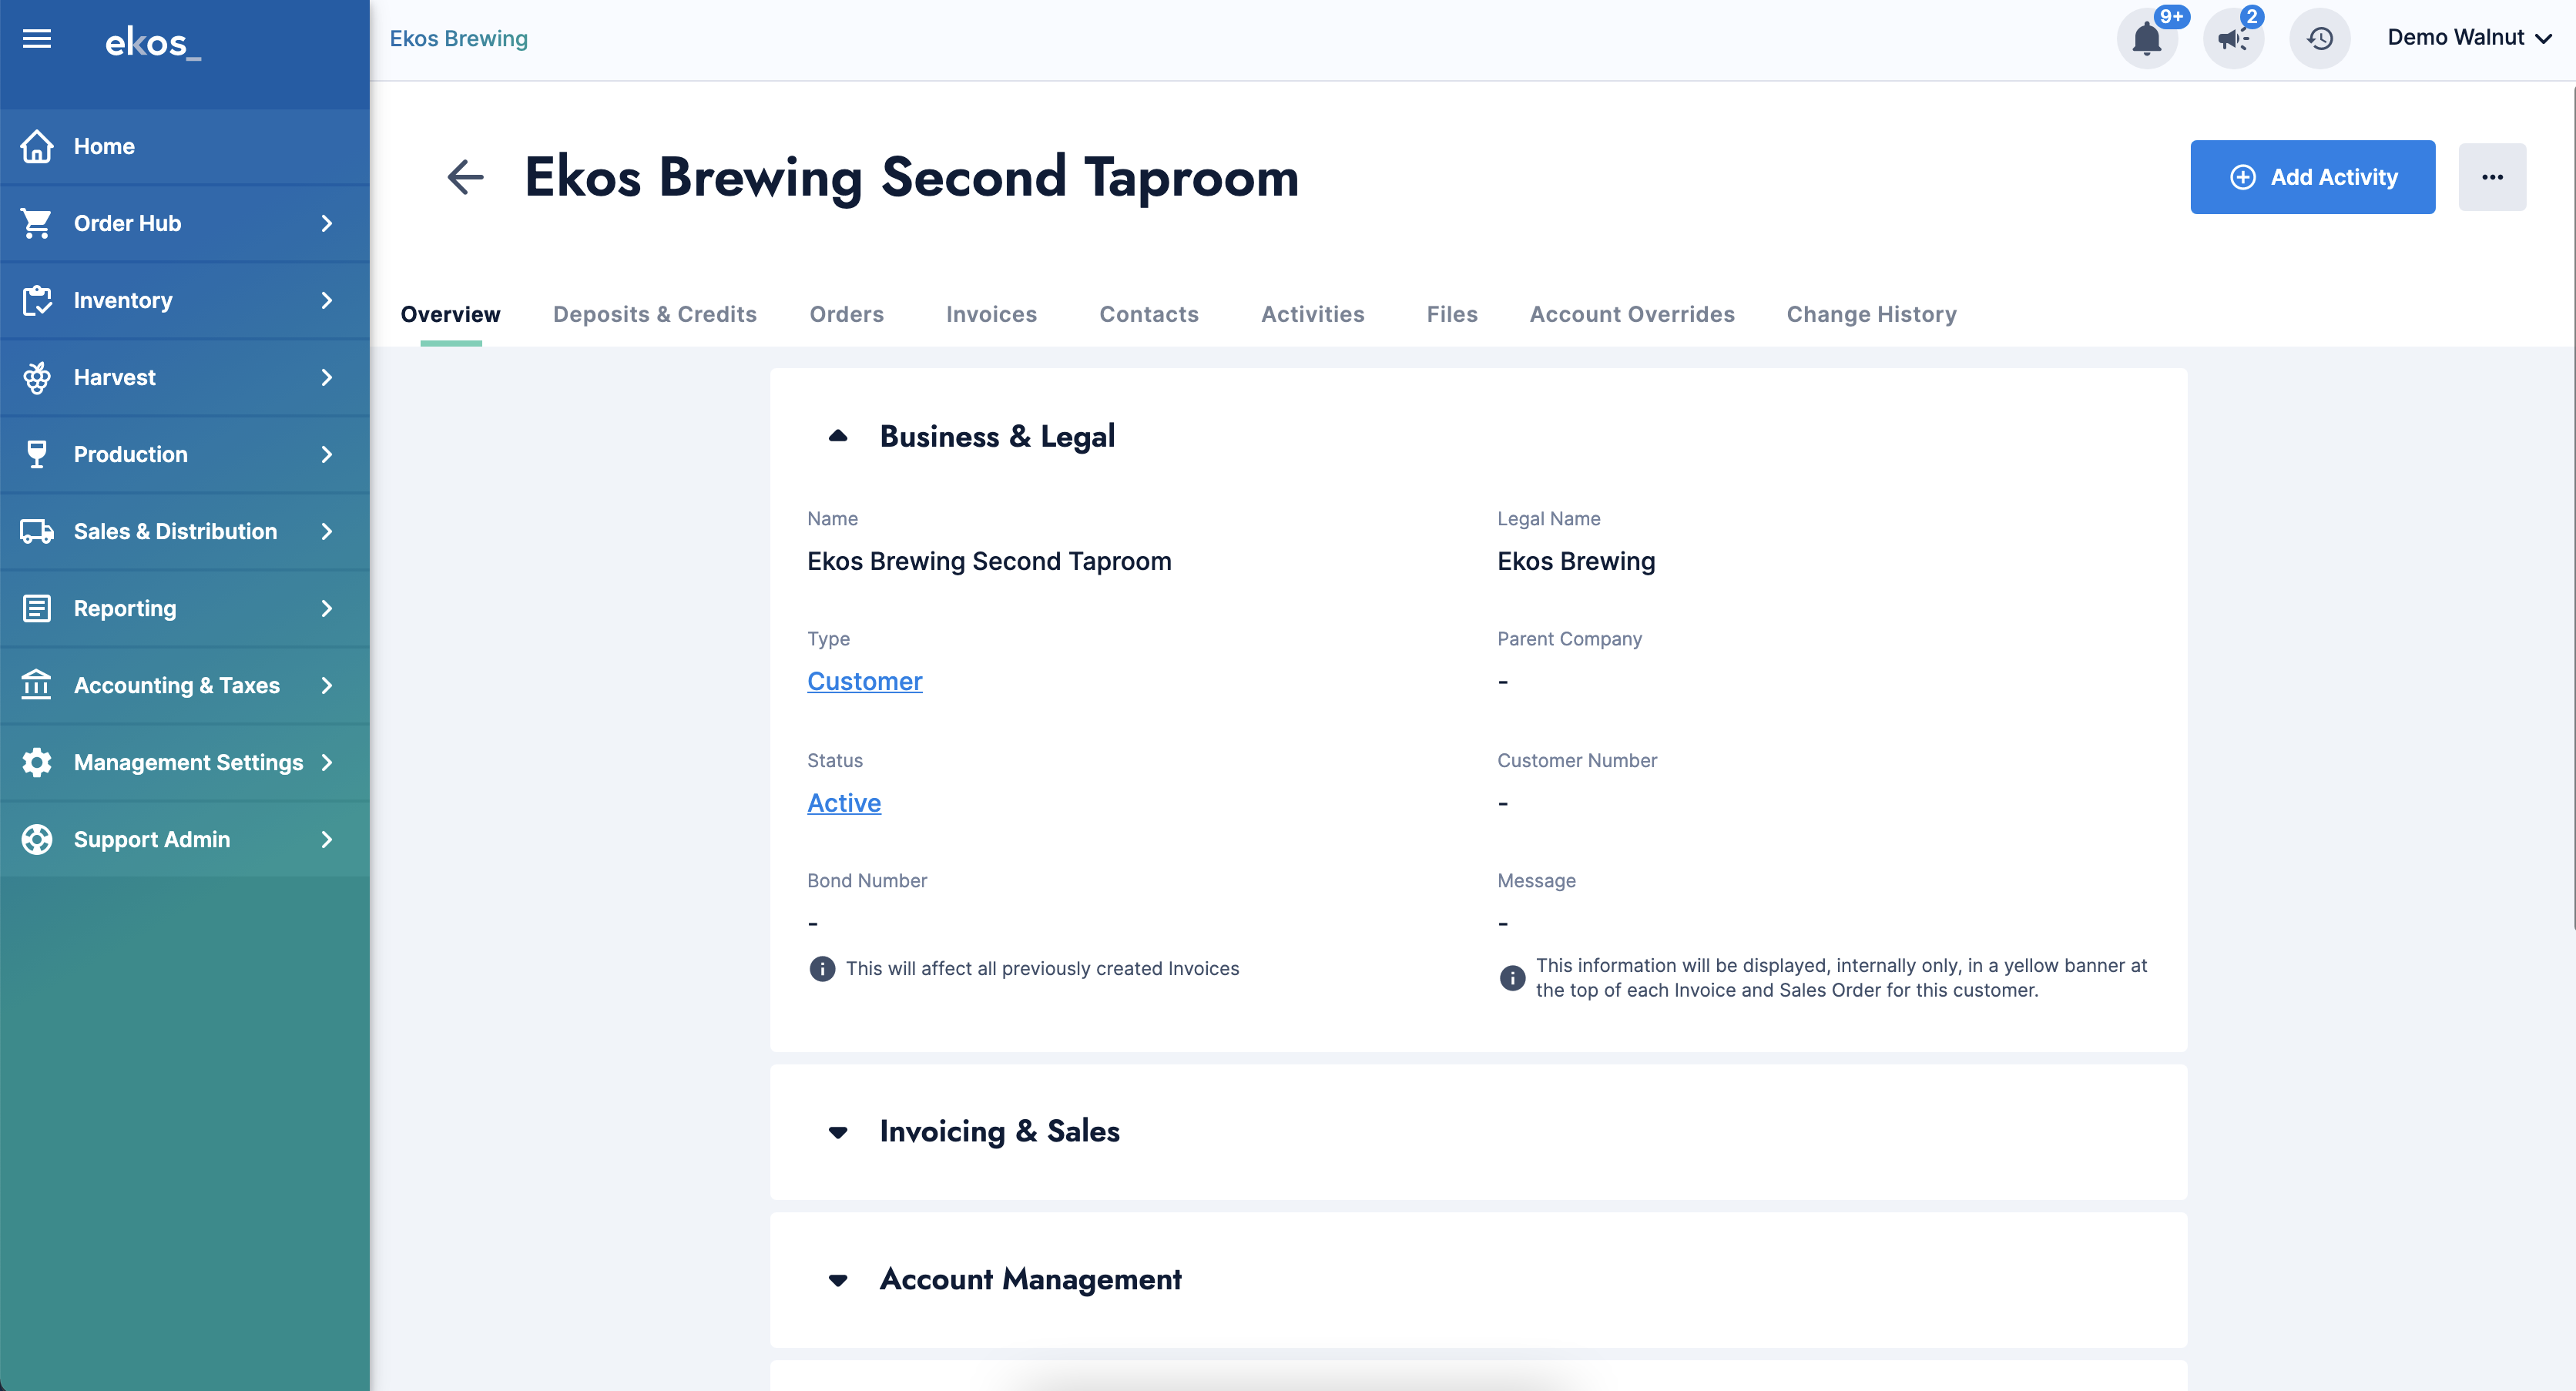 ekos_
Ekos Brewing
9+
2
Demo Walnut
Home
Order Hub
Inventory
Harvest
Production
Sales & Distribution
Reporting
Accounting & Taxes
Management Settings
Support Admin
Ekos Brewing Second Taproom
Add Activity
Overview Deposits & Credits Orders Invoices Contacts Activities Files Account Overrides Change History
Business & Legal
Name
Ekos Brewing Second Taproom
Legal Name
Ekos Brewing
Type
Customer
Parent Company
-
Status
Active
Customer Number
-
Bond Number
-
This will affect all previously created Invoices
Message
-
This information will be displayed, internally only, in a yellow banner at
the top of each Invoice and Sales Order for this customer.
Invoicing & Sales
Account Management